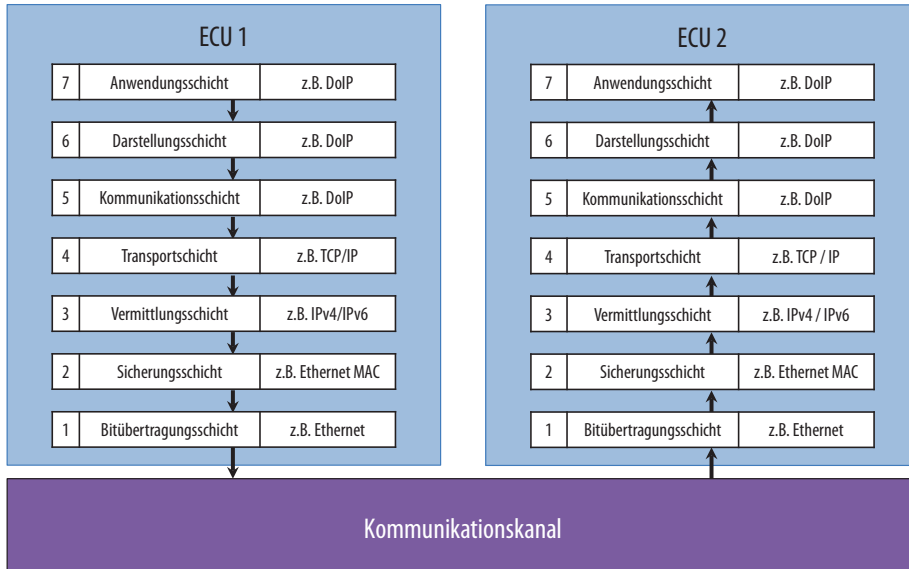 ECU 1
7 Anwendungsschicht z.B. DoIP
6 Darstellungsschicht z.B. DoIP
5 Kommunikationsschicht z.B. DoIP
4 Transportschicht z.B. TCP/IP
3 Vermittlungsschicht z.B. IPv4/IPv6
2 Sicherungsschicht z.B. Ethernet MAC
1 Bitübertragungsschicht z.B. Ethernet
ECU 2
7 Anwendungsschicht z.B. DoIP
6 Darstellungsschicht z.B. DoIP
5 Kommunikationsschicht z.B. DoIP
4 Transportschicht z.B. TCP / IP
3 Vermittlungsschicht z.B. IPv4 / IPv6
2 Sicherungsschicht z.B. Ethernet MAC
1 Bitübertragungsschicht z.B. Ethernet
Kommunikationskanal